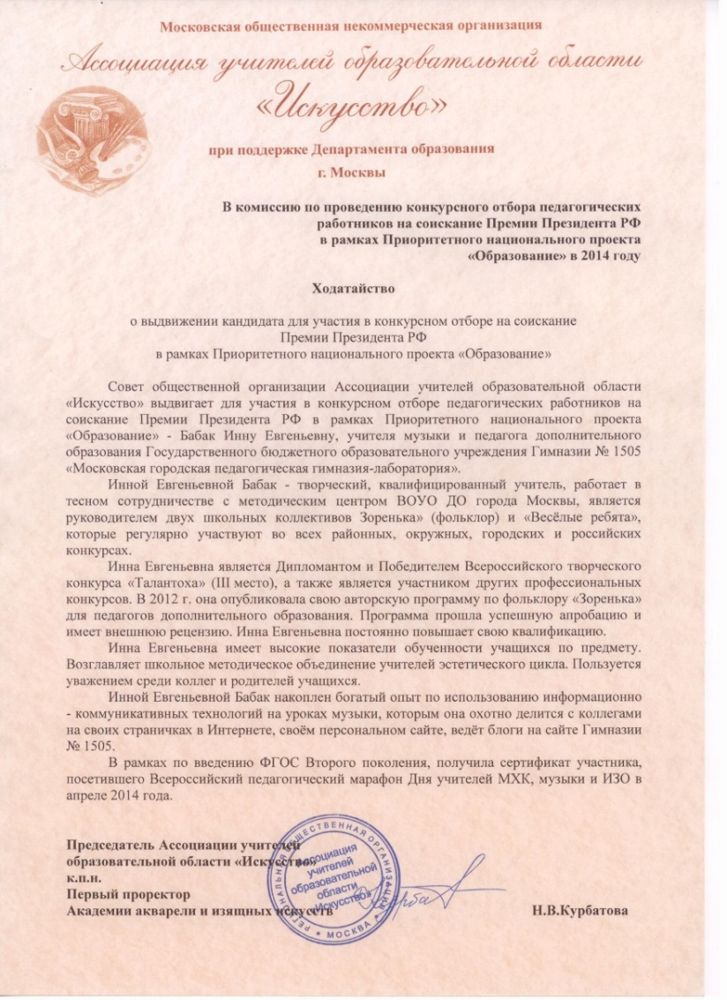 Московская общественная некоммерческая организация
Ассоциация учителей образовательной области
«Искусство»
при поддержке Департамента образования
г. Москвы
В комиссию по проведению конкурсного отбора педагогических
работников на соискание Премии Президента РФ
в рамках Приоритетного национального проекта
«Образование» в 2014 году
Ходатайство
о выдвижении кандидата для участия в конкурсном отборе на соискание
Премии Президента РФ
в рамках Приоритетного национального проекта «Образование»
Совет общественной организации Ассоциации учителей образовательной области
«Искусство» выдвигает для участия в конкурсном отборе педагогических работников на
соискание Премии Президента РФ в рамках Приоритетного национального проекта
«Образование» - Бабак Инну Евгеньевну, учителя музыки и педагога дополнительного
образования Государственного бюджетного образовательного учреждения Гимназии № 1505
«Московская городская педагогическая гимназия-лаборатория».
Инной Евгеньевной Бабак - творческий, квалифицированный учитель, работает в
тесном сотрудничестве с методическим центром ВОУО ДО города Москвы, является
руководителем двух школьных коллективов Зоренька» (фольклор) и «Весёлые ребята»,
которые регулярно участвуют во всех районных, окружных, городских и российских
конкурсах.
Инна Евгеньевна является Дипломантом и Победителем Всероссийского творческого
конкурса «Талантоха» (III место), а также является участником других профессиональных
конкурсов. В 2012 г. она опубликовала свою авторскую программу по фольклору «Зоренька»
для педагогов дополнительного образования. Программа прошла успешную апробацию и
имеет внешнюю рецензию. Инна Евгеньевна постоянно повышает свою квалификацию.
Инна Евгеньевна имеет высокие показатели обученности учащихся по предмету.
Возглавляет школьное методическое объединение учителей эстетического цикла. Пользуется
уважением среди коллег и родителей учащихся.
Инной Евгеньевной Бабак накоплен богатый опыт по использованию информационно
- коммуникативных технологий на уроках музыки, которым она охотно делится с коллегами
на своих страничках в Интернете, своём персональном сайте, ведёт блоги на сайте Гимназии
№ 1505.
В рамках по введению ФГОС Второго поколения, получила сертификат участника,
посетившего Всероссийский педагогический марафон Дня учителей МХК, музыки и ИЗО в
апреле 2014 года.
Председатель Ассоциации учителей
образовательной области «Искусство»
к.п.н.
Первый проректор
Академии акварели и изящных искусств
Н.В.Курбатова
РЕГИОНАЛЬНАЯ ОБЩЕСТВЕННАЯ ОРГАНИЗАЦИЯ
* МОСКВА *
Ассоциация
учителей
образовательной
области
«Искусство»